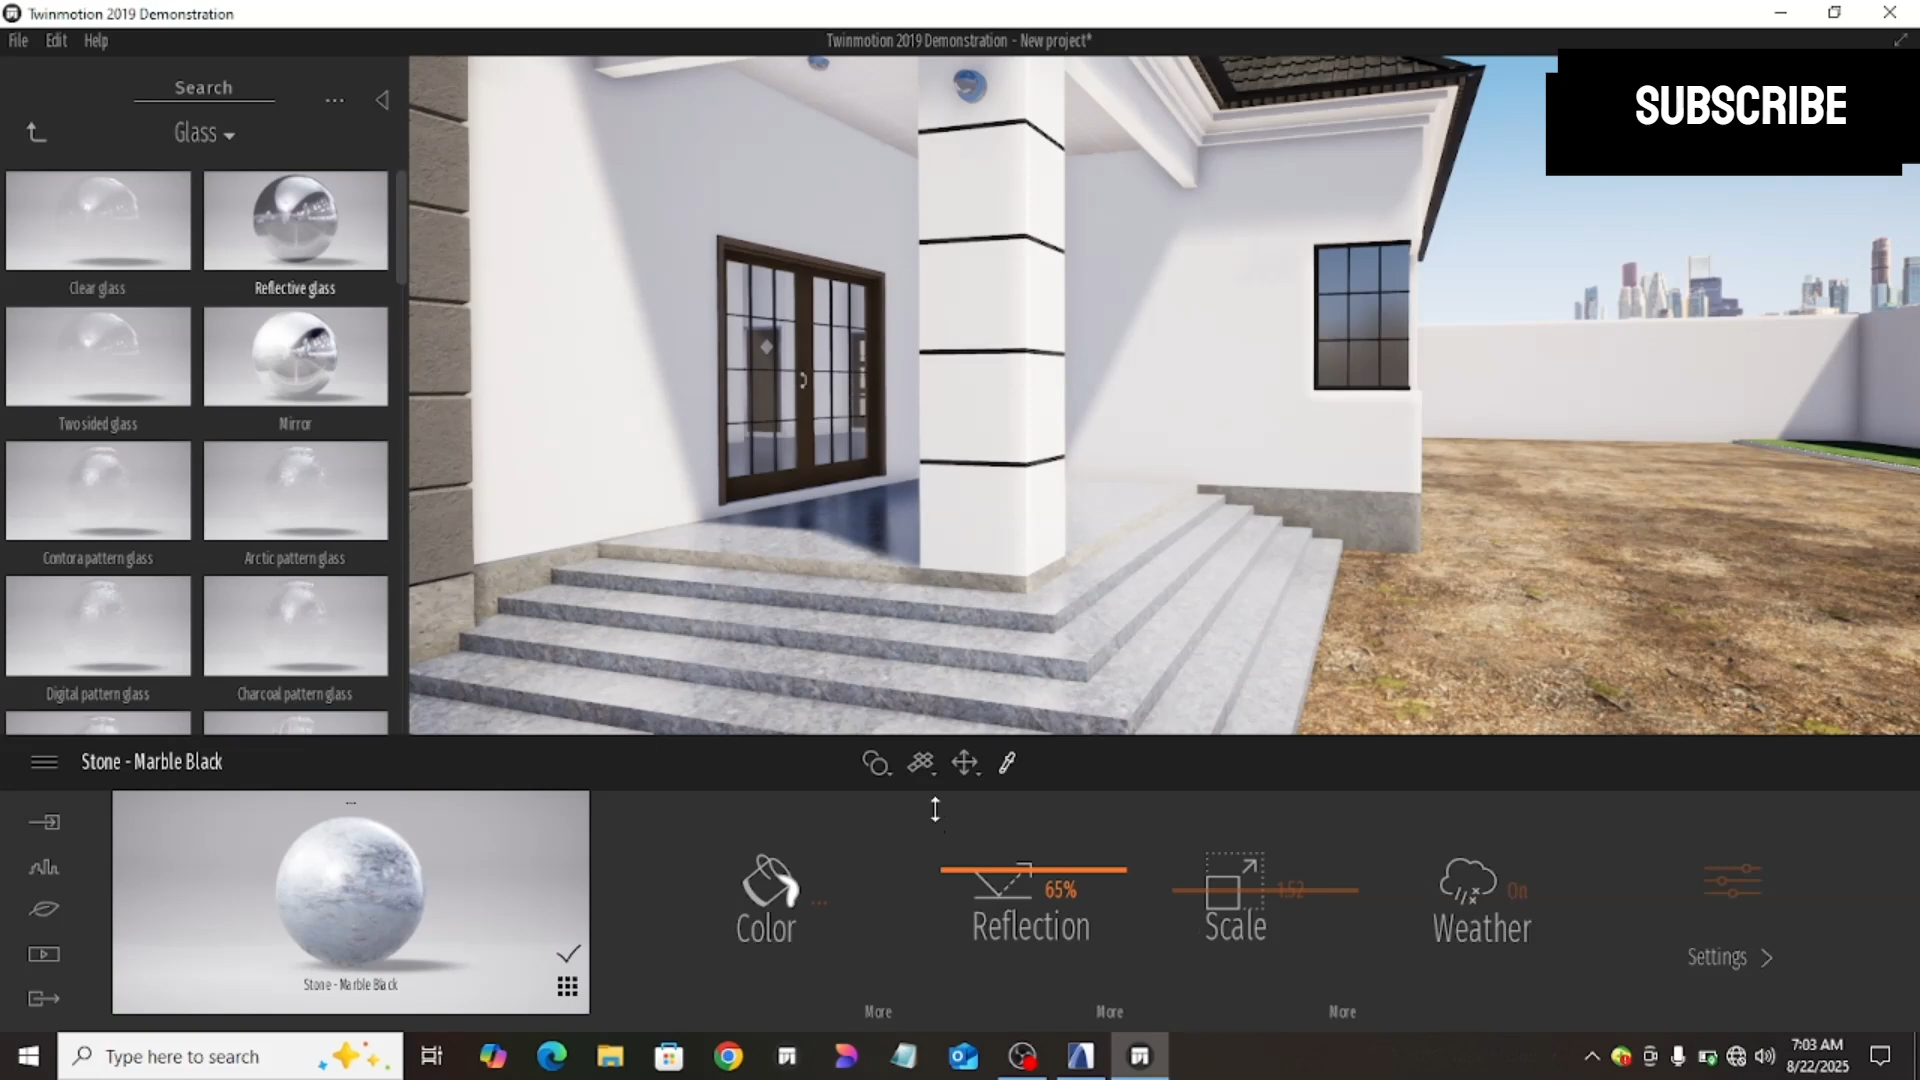 Twinmotion 2019 Demonstration
File Edit Help
Twinmotion 2019 Demonstration - New project*
SUBSCRIBE
Search
...
Glass
Clear glass
Reflective glass
Two sided glass
Mirror
Contora pattern glass
Arctic pattern glass
Digital pattern glass
Charcoal pattern glass
Stone - Marble Black
...
Stone - Marble Black
Color
...
65%
Reflection
1.52
Scale
On
Weather
Settings
More
More
More
Type here to search
7:03 AM
8/22/2025